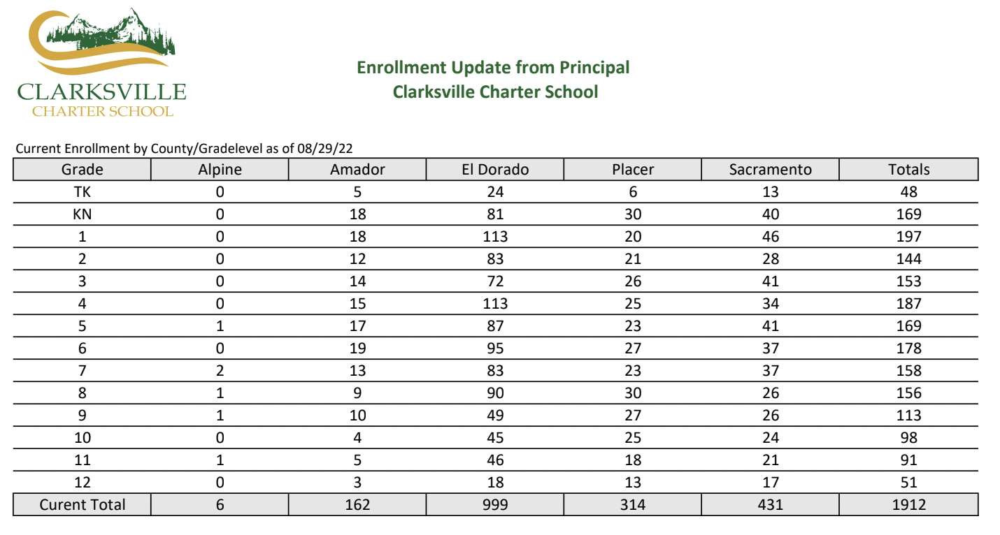 CLARKSVILLE
CHARTER SCHOOL
Enrollment Update from Principal
Clarksville Charter School
Current Enrollment by County/Gradelevel as of 08/29/22
Grade Alpine Amador El Dorado Placer Sacramento Totals
TK 0 5 24 6 13 48
KN 0 18 81 30 40 169
1 0 18 113 20 46 197
2 0 12 83 21 28 144
3 0 14 72 26 41 153
4 0 15 113 25 34 187
5 1 17 87 23 41 169
6 0 19 95 27 37 178
7 2 13 83 23 37 158
8 1 9 90 30 26 156
9 1 10 49 27 26 113
10 0 4 45 25 24 98
11 1 5 46 18 21 91
12 0 3 18 13 17 51
Curent Total 6 162 999 314 431 1912